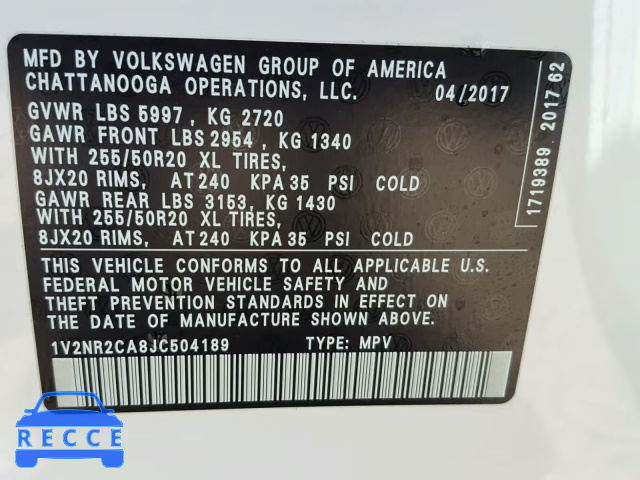 MFD BY VOLKSWAGEN GROUP OF AMERICA
CHATTANOOGA OPERATIONS, LLC. 04/2017
GVWR LBS 5997 , KG 2720
GAWR FRONT LBS 2954 , KG 1340
WITH 255/50R20 XL TIRES,
8JX20 RIMS, AT 240 KPA 35 PSI COLD
GAWR REAR LBS 3153, KG 1430
WITH 255/50R20 XL TIRES,
8JX20 RIMS, AT 240 KPA 35 PSI COLD
THIS VEHICLE CONFORMS TO ALL APPLICABLE U.S.
FEDERAL MOTOR VEHICLE SAFETY AND
THEFT PREVENTION STANDARDS IN EFFECT ON
THE DATE OF MANUFACTURE SHOWN ABOVE.
1V2NR2CA8JC504189 TYPE: MPV
1719389 2017 62
RECCE